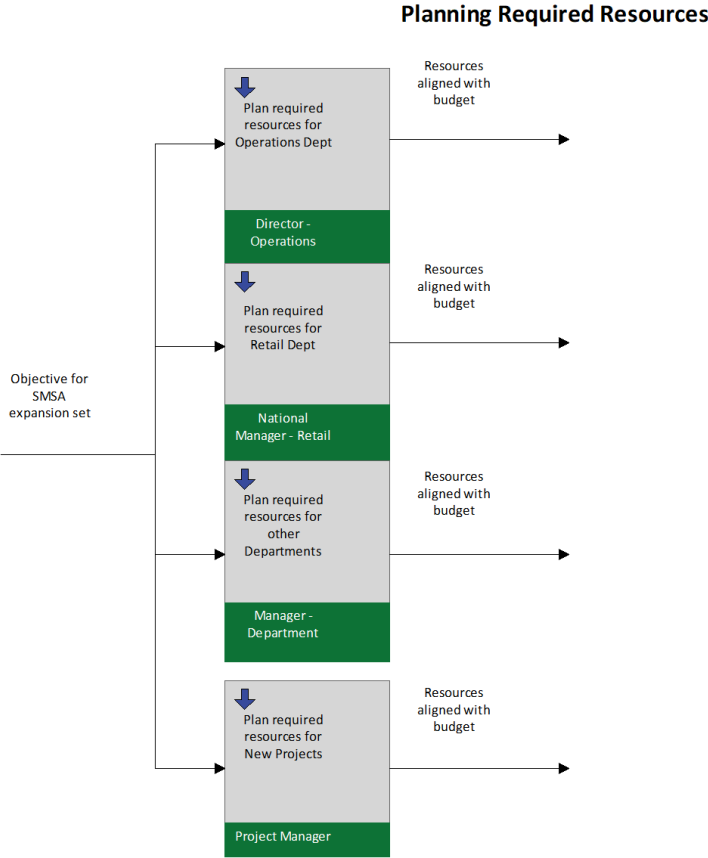 Planning Required Resources
Resources
aligned with
budget
Plan required
resources for
Operations Dept
Director -
Operations
Resources
aligned with
budget
Plan required
resources for
Retail Dept
Objective for
SMSA
expansion set
National
Manager - Retail
Resources
aligned with
budget
Plan required
resources for
other
Departments
Manager -
Department
Resources
aligned with
budget
Plan required
resources for
New Projects
Project Manager